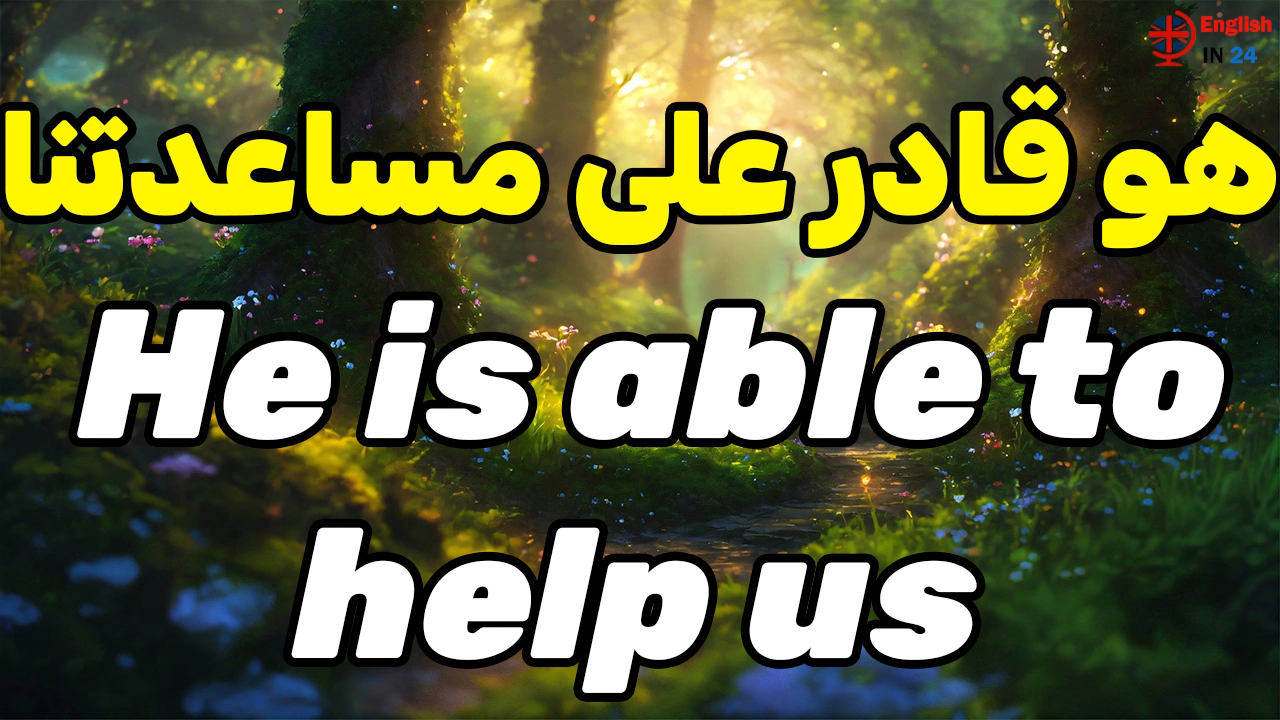 English
IN 24
هو قادر على مساعدتنا
He is able to
help us